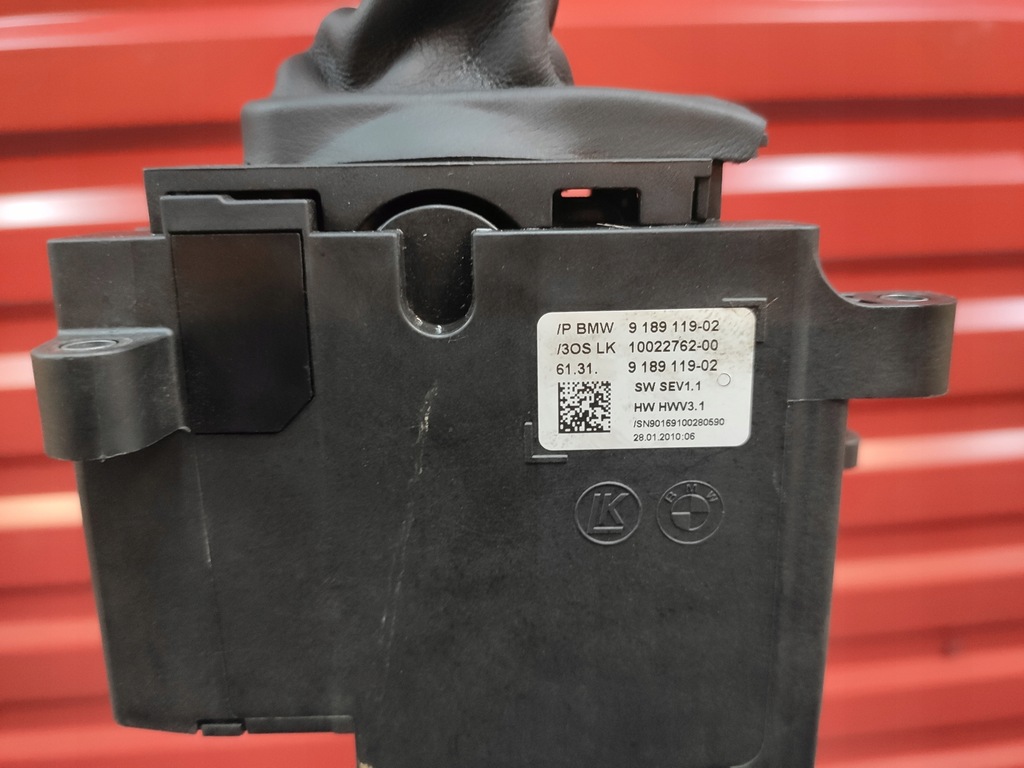 /P BMW 9 189 119-02
/3OS LK 10022762-00
61.31. 9 189 119-02
SW SEV1.1
HW HWV3.1
/SN90169100280590
28.01.2010:06
LK
BMW